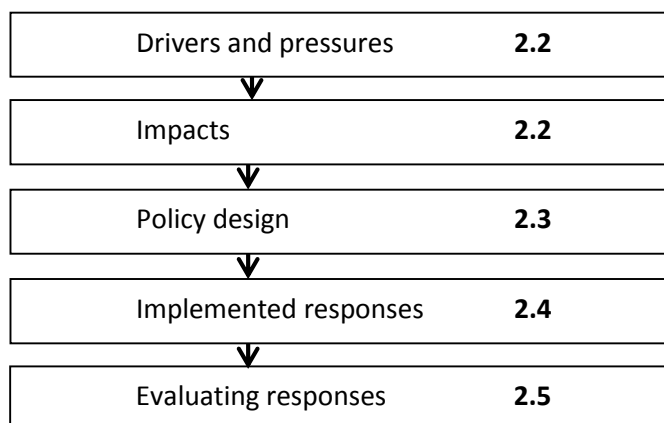 Drivers and pressures 2.2
Impacts 2.2
Policy design 2.3
Implemented responses 2.4
Evaluating responses 2.5